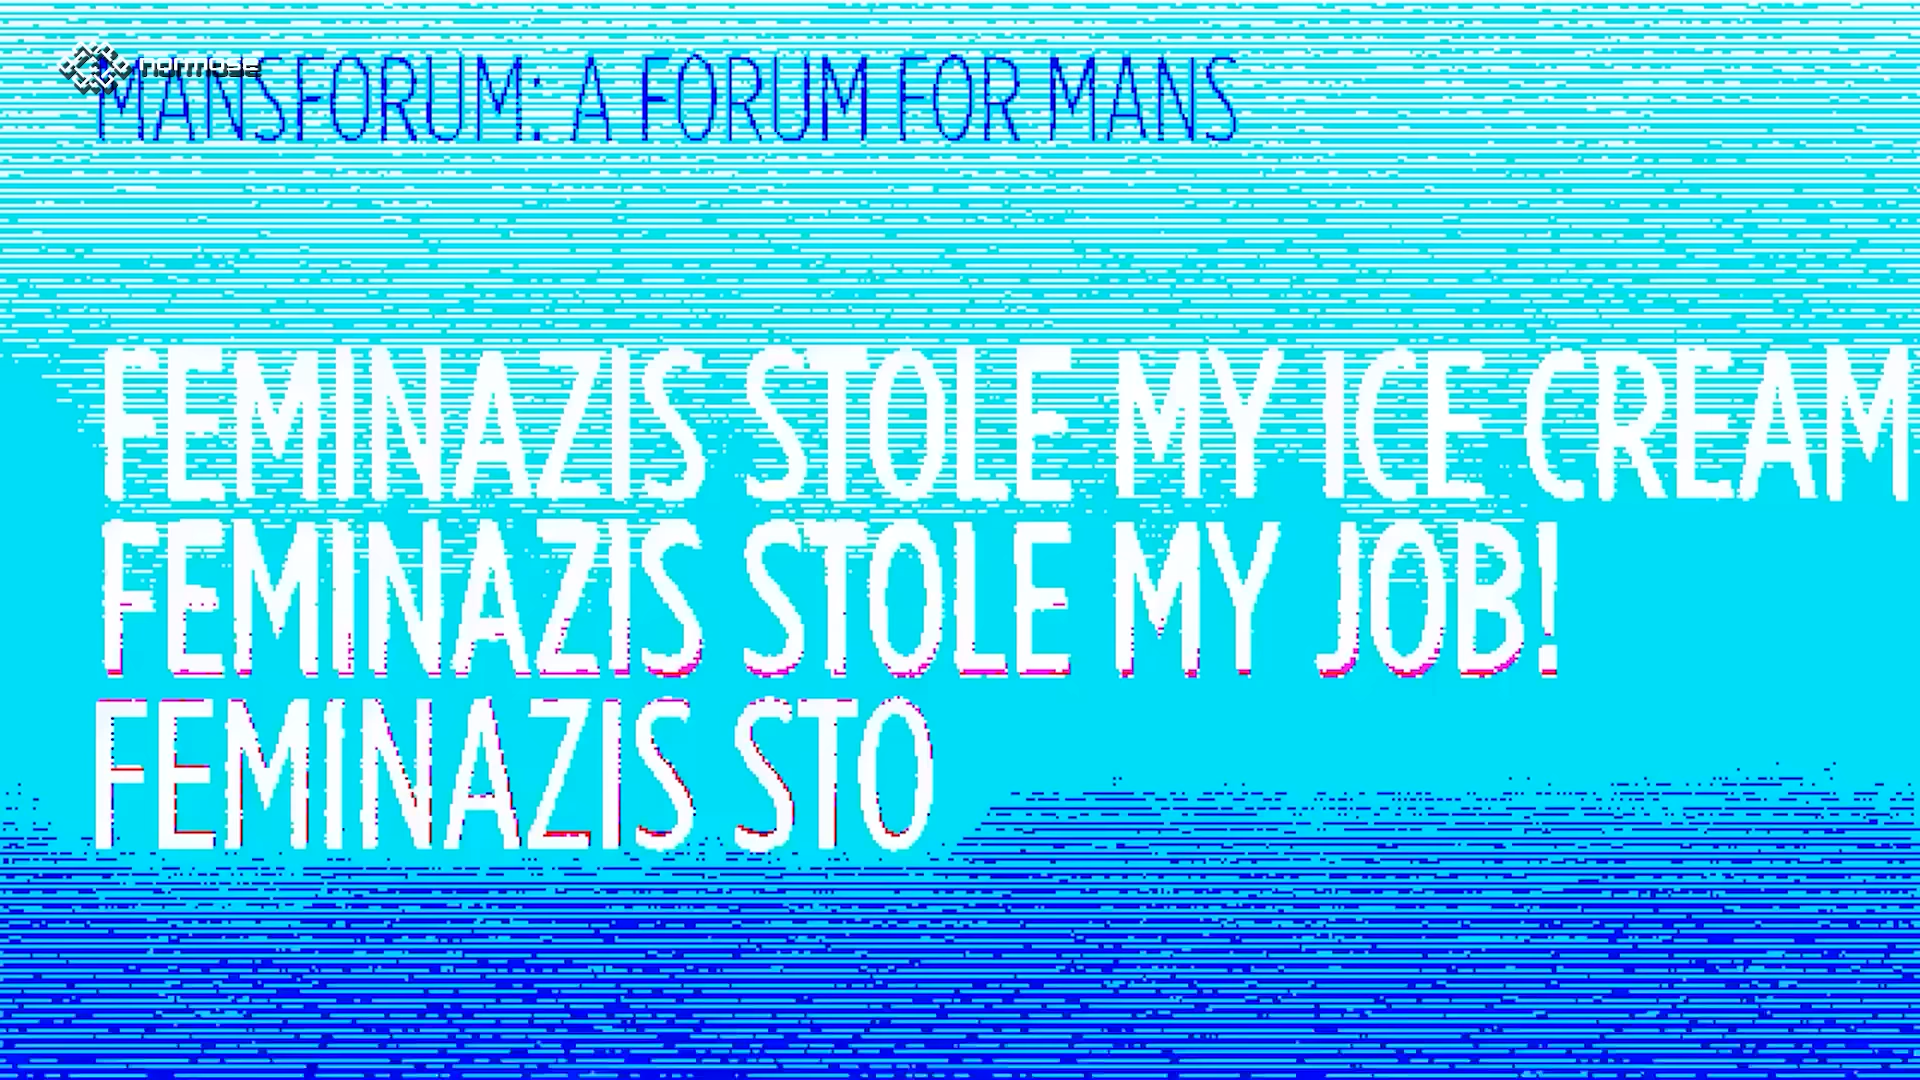 normose
MANSFORUM: A FORUM FOR MANS
FEMINAZIS STOLE MY ICE CREAM
FEMINAZIS STOLE MY JOB!
FEMINAZIS STO